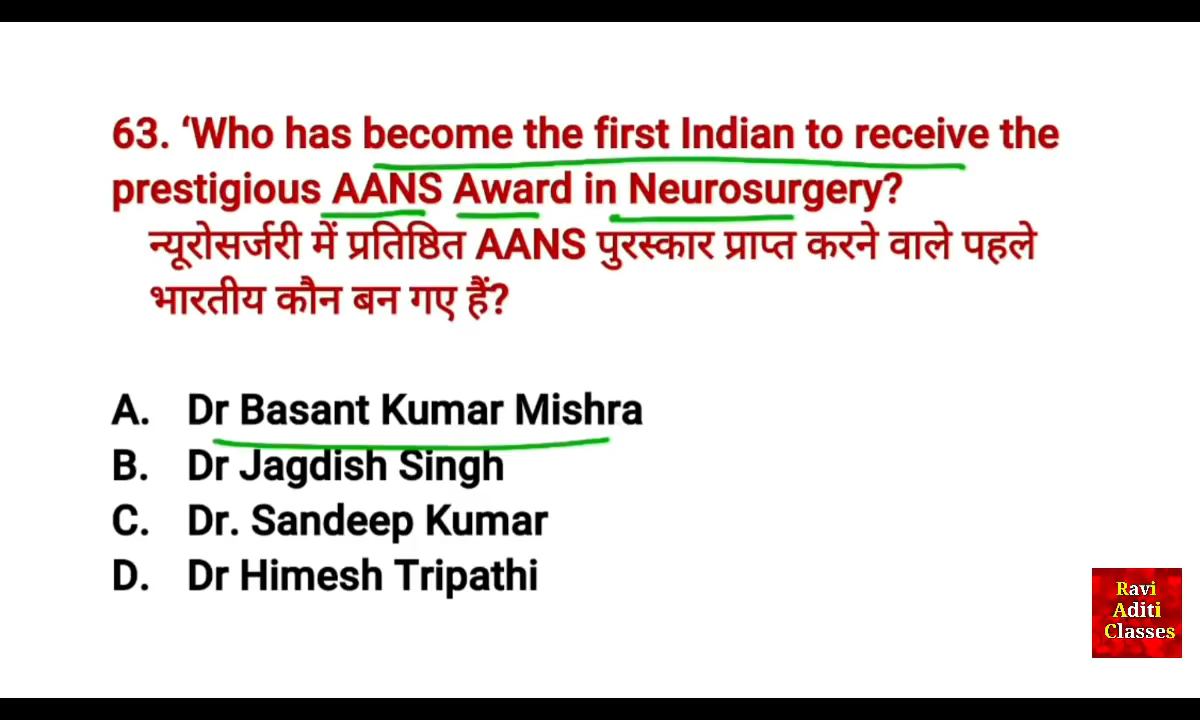 63. ‘Who has become the first Indian to receive the
prestigious AANS Award in Neurosurgery?
न्यूरोसर्जरी में प्रतिष्ठित AANS पुरस्कार प्राप्त करने वाले पहले
भारतीय कौन बन गए हैं?
A. Dr Basant Kumar Mishra
B. Dr Jagdish Singh
C. Dr. Sandeep Kumar
D. Dr Himesh Tripathi
Ravi
Aditi
Classes